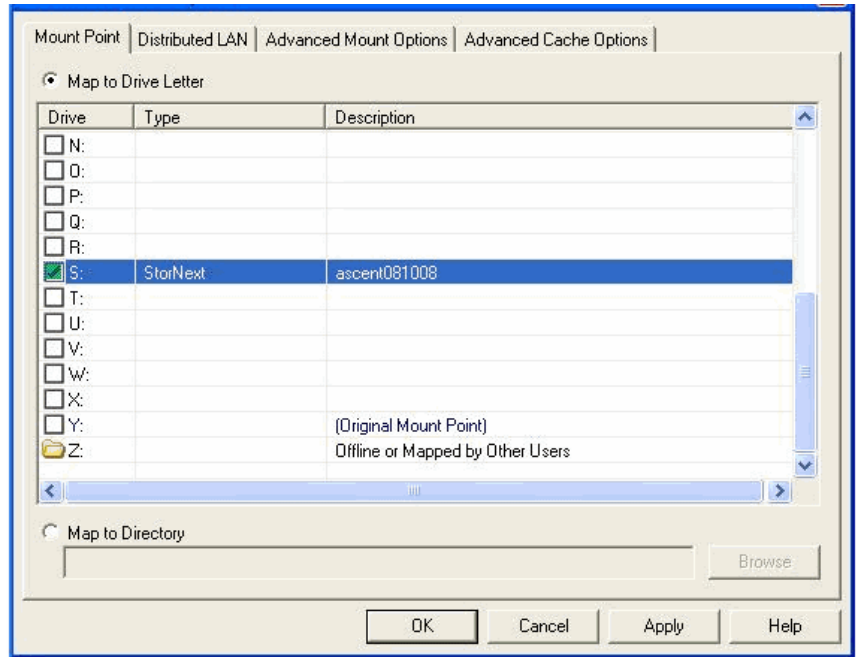 Mount Point Distributed LAN Advanced Mount Options Advanced Cache Options
Map to Drive Letter
Drive Type Description
N:
O:
P:
Q:
R:
S: StorNext ascent081008
T:
U:
V:
W:
X:
Y: (Original Mount Point)
Z: Offline or Mapped by Other Users
Map to Directory
Browse
OK Cancel Apply Help